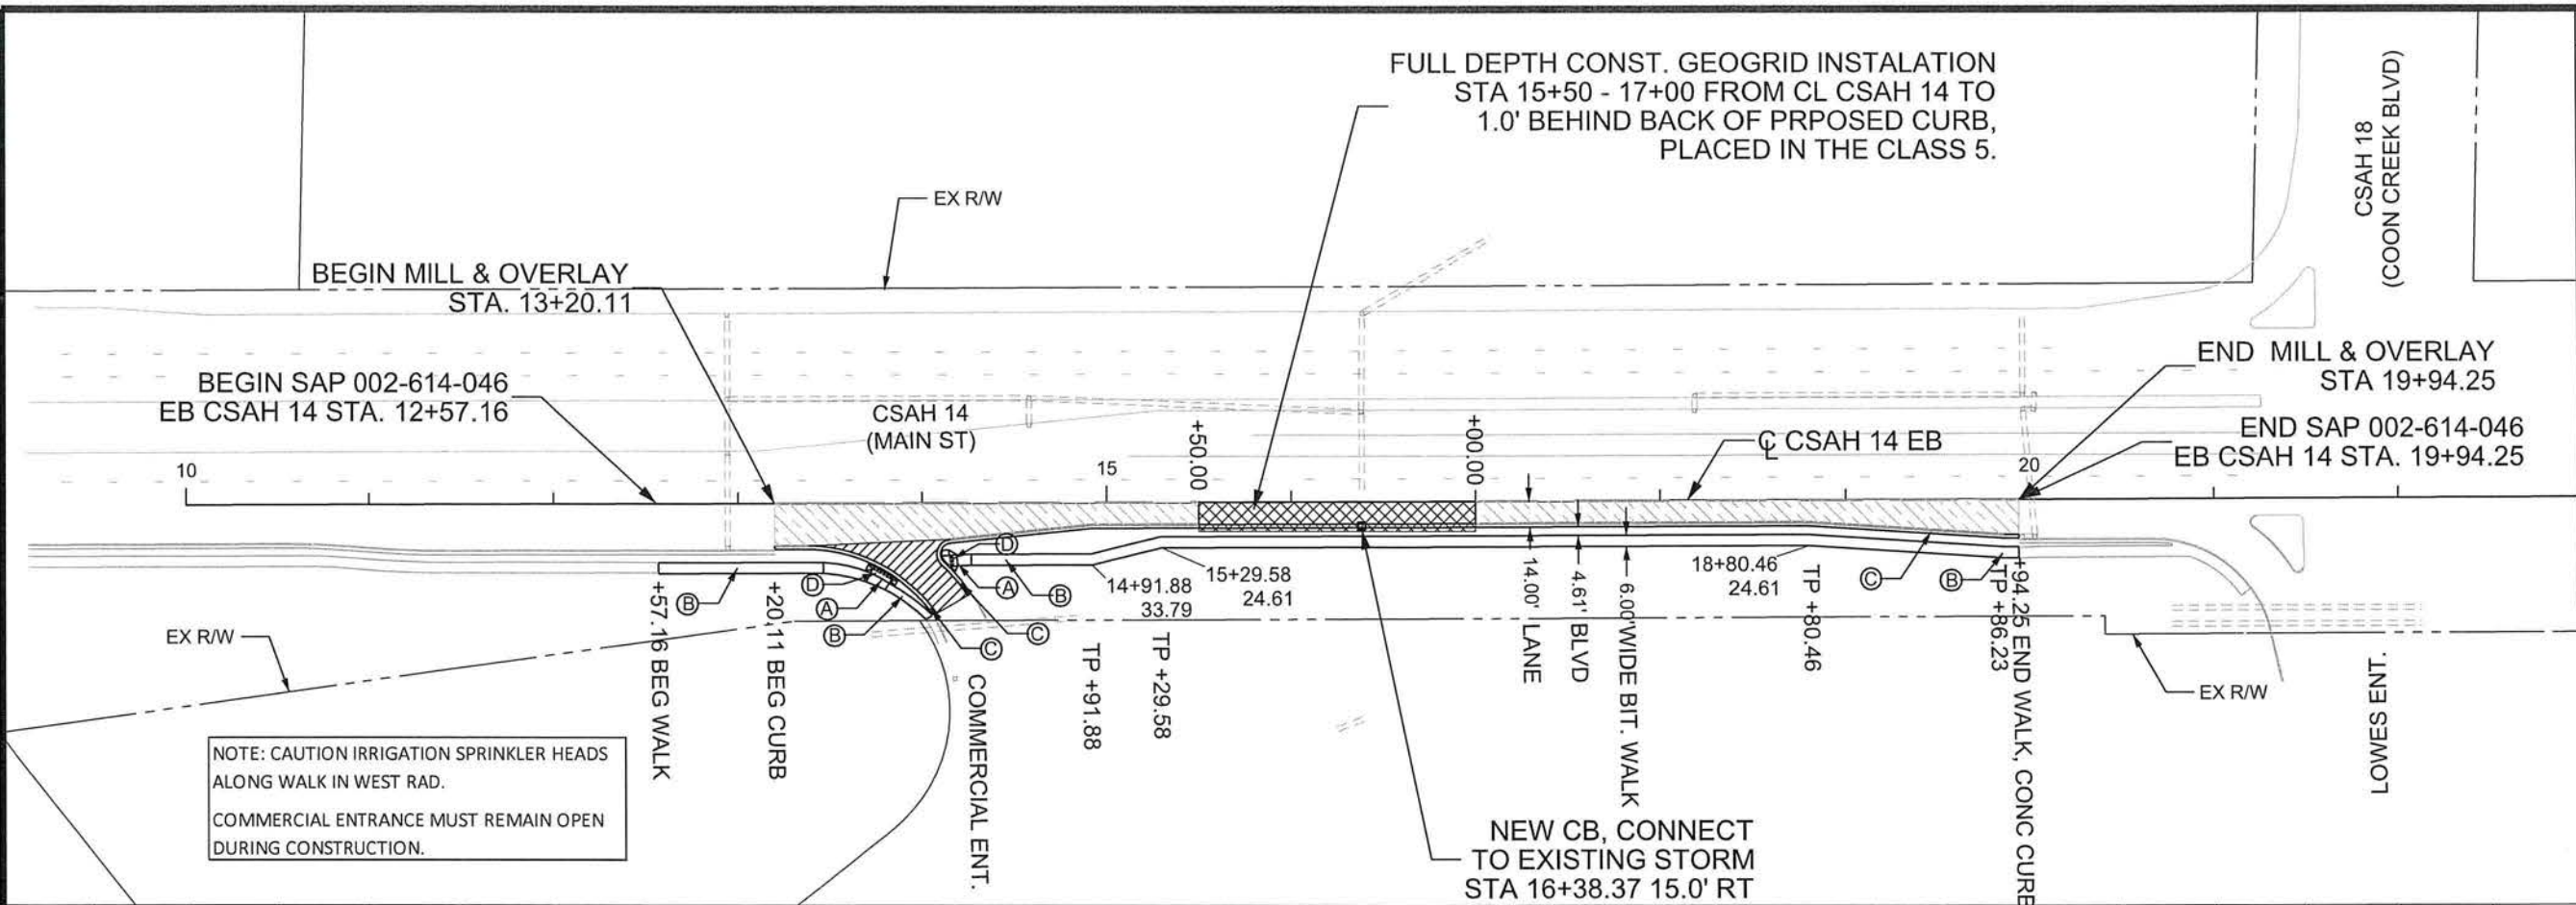 FULL DEPTH CONST. GEOGRID INSTALATION
STA 15+50 - 17+00 FROM CL CSAH 14 TO
1.0' BEHIND BACK OF PRPOSED CURB,
PLACED IN THE CLASS 5.
CSAH 18
(COON CREEK BLVD)
EX R/W
BEGIN MILL & OVERLAY
STA. 13+20.11
BEGIN SAP 002-614-046
EB CSAH 14 STA. 12+57.16
CSAH 14
(MAIN ST)
END MILL & OVERLAY
STA 19+94.25
END SAP 002-614-046
EB CSAH 14 STA. 19+94.25
℄ CSAH 14 EB
10
15
20
+50.00
+00.00
D
A
B
C
C
B
D
A
B
C
B
14+91.88
33.79
15+29.58
24.61
18+80.46
24.61
EX R/W
+57.16 BEG WALK
+20.11 BEG CURB
COMMERCIAL ENT.
TP +91.88
TP +29.58
14.00' LANE
4.61' BLVD
6.00'WIDE BIT. WALK
TP +80.46
TP +86.23
+94.25 END WALK, CONC CURB
EX R/W
LOWES ENT.
NOTE: CAUTION IRRIGATION SPRINKLER HEADS
ALONG WALK IN WEST RAD.
COMMERCIAL ENTRANCE MUST REMAIN OPEN
DURING CONSTRUCTION.
NEW CB, CONNECT
TO EXISTING STORM
STA 16+38.37 15.0' RT